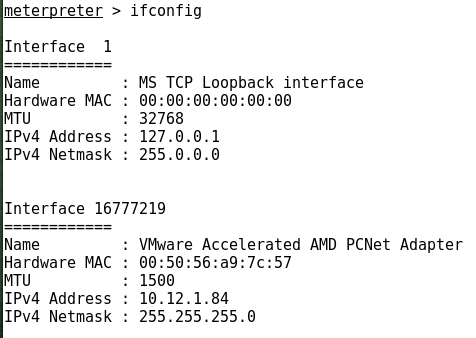 meterpreter > ifconfig
Interface  1
============
Name         : MS TCP Loopback interface
Hardware MAC : 00:00:00:00:00:00
MTU          : 32768
IPv4 Address : 127.0.0.1
IPv4 Netmask : 255.0.0.0
Interface 16777219
============
Name         : VMware Accelerated AMD PCNet Adapter
Hardware MAC : 00:50:56:a9:7c:57
MTU          : 1500
IPv4 Address : 10.12.1.84
IPv4 Netmask : 255.255.255.0